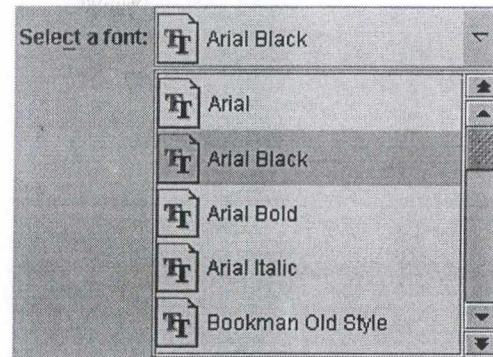 Select a font: Arial Black
Arial
Arial Black
Arial Bold
Arial Italic
Bookman Old Style